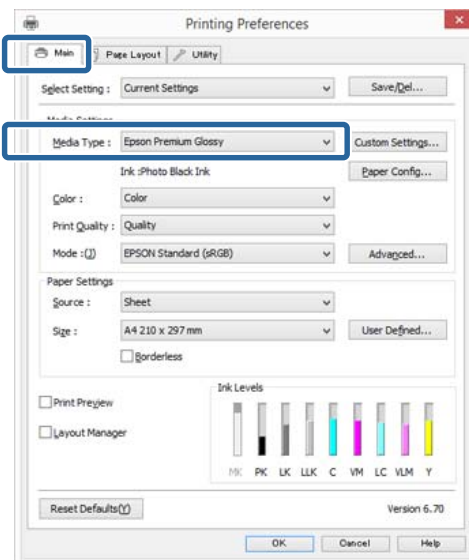 Printing Preferences
Main Page Layout Utility
Select Setting : Current Settings Save/Del...
Media Settings
Media Type : Epson Premium Glossy Custom Settings...
Ink :Photo Black Ink Paper Config...
Color : Color
Print Quality : Quality
Mode :(J) EPSON Standard (sRGB) Advanced...
Paper Settings
Source : Sheet
Size : A4 210 x 297 mm User Defined...
Borderless
Ink Levels
Print Preview
Layout Manager
MK PK LK LLK C VM LC VLM Y
Reset Defaults(Y) Version 6.70
OK Cancel Help